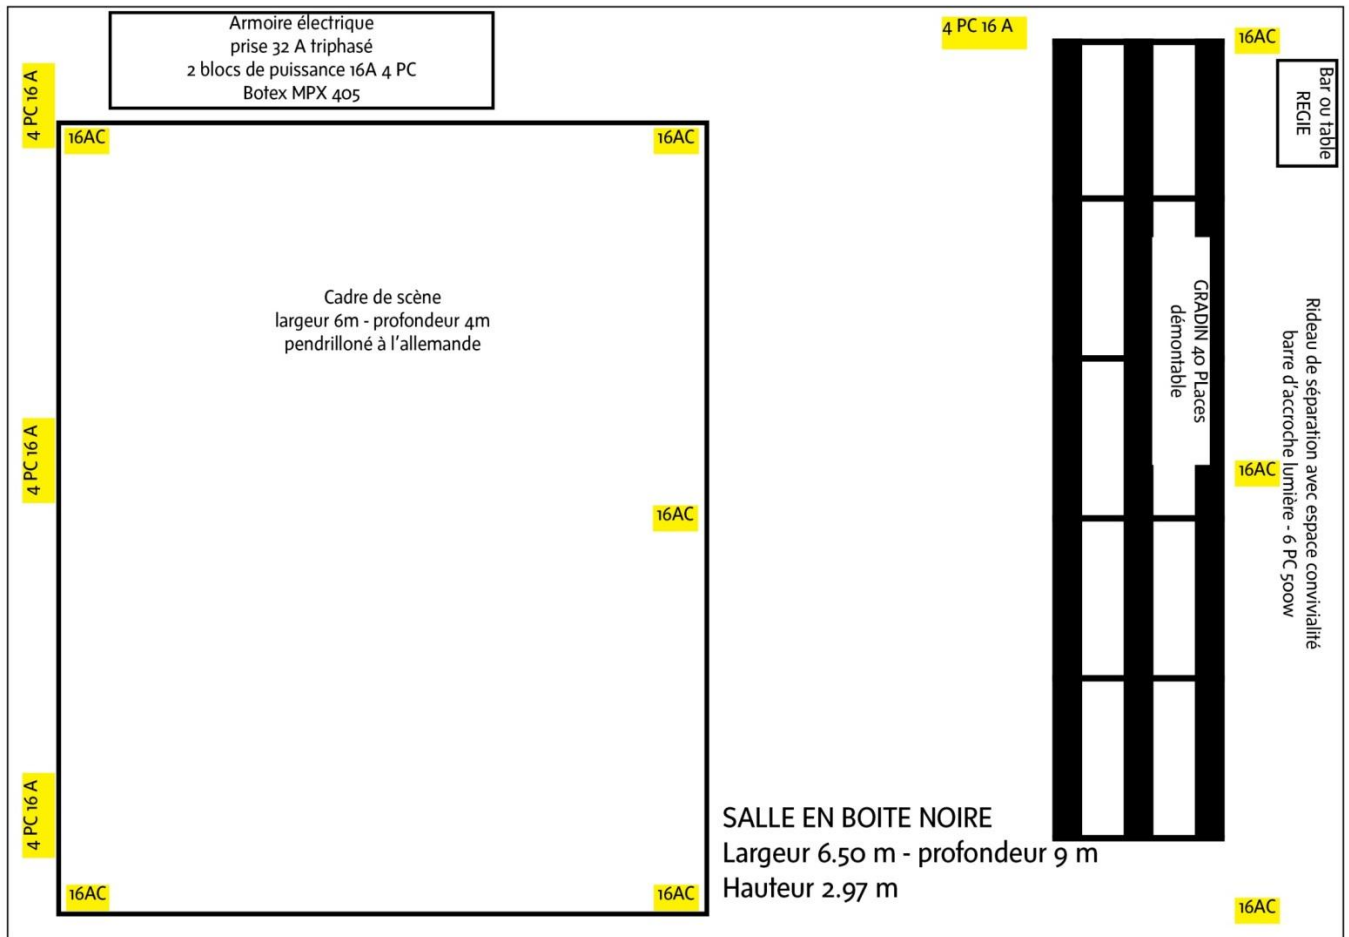 Armoire électrique
prise 32 A triphasé
2 blocs de puissance 16A 4 PC
Botex MPX 405
4 PC 16 A
16AC
4 PC 16 A
16AC
16AC
Bar ou table
REGIE
Cadre de scène
largeur 6m - profondeur 4m
pendrilloné à l'allemande
GRADIN 40 PLaces
démontable
Rideau de séparation avec espace convivialité
barre d'accroche lumière - 6 PC 500w
4 PC 16 A
16AC
16AC
4 PC 16 A
SALLE EN BOITE NOIRE
Largeur 6.50 m - profondeur 9 m
Hauteur 2.97 m
16AC
16AC
16AC